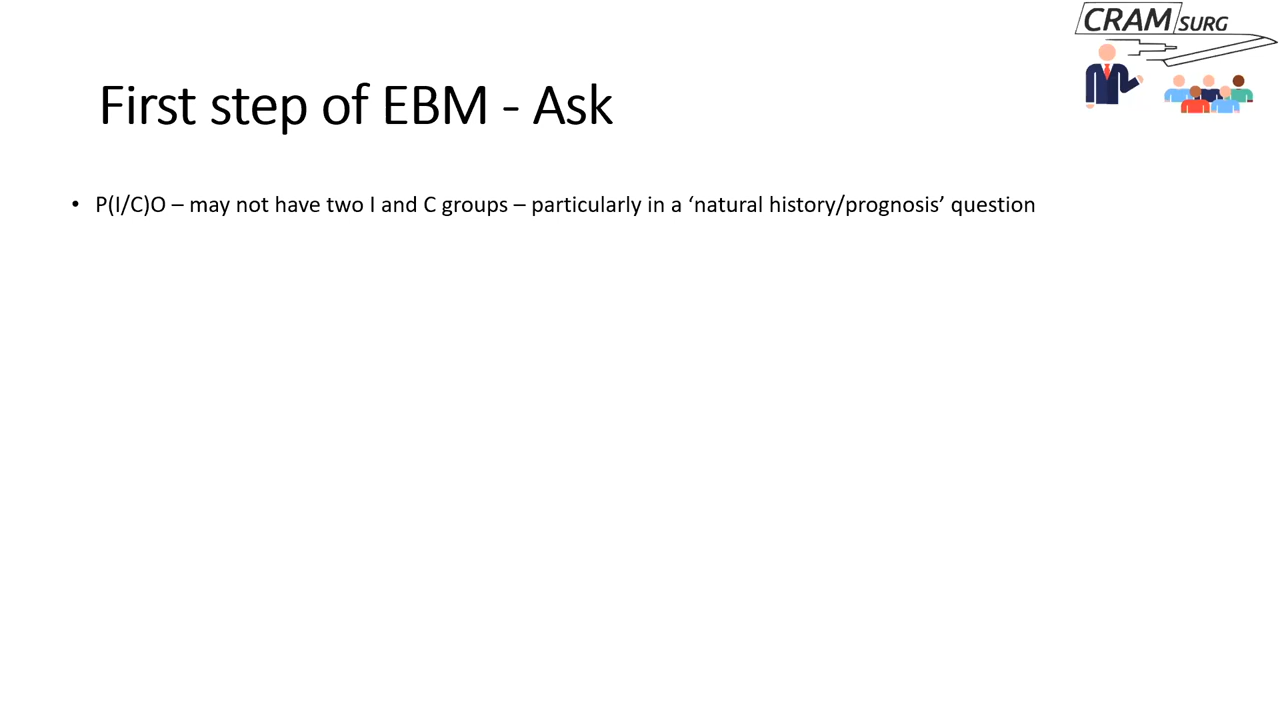 CRAM SURG
First step of EBM - Ask
• P(I/C)O – may not have two I and C groups – particularly in a ‘natural history/prognosis’ question